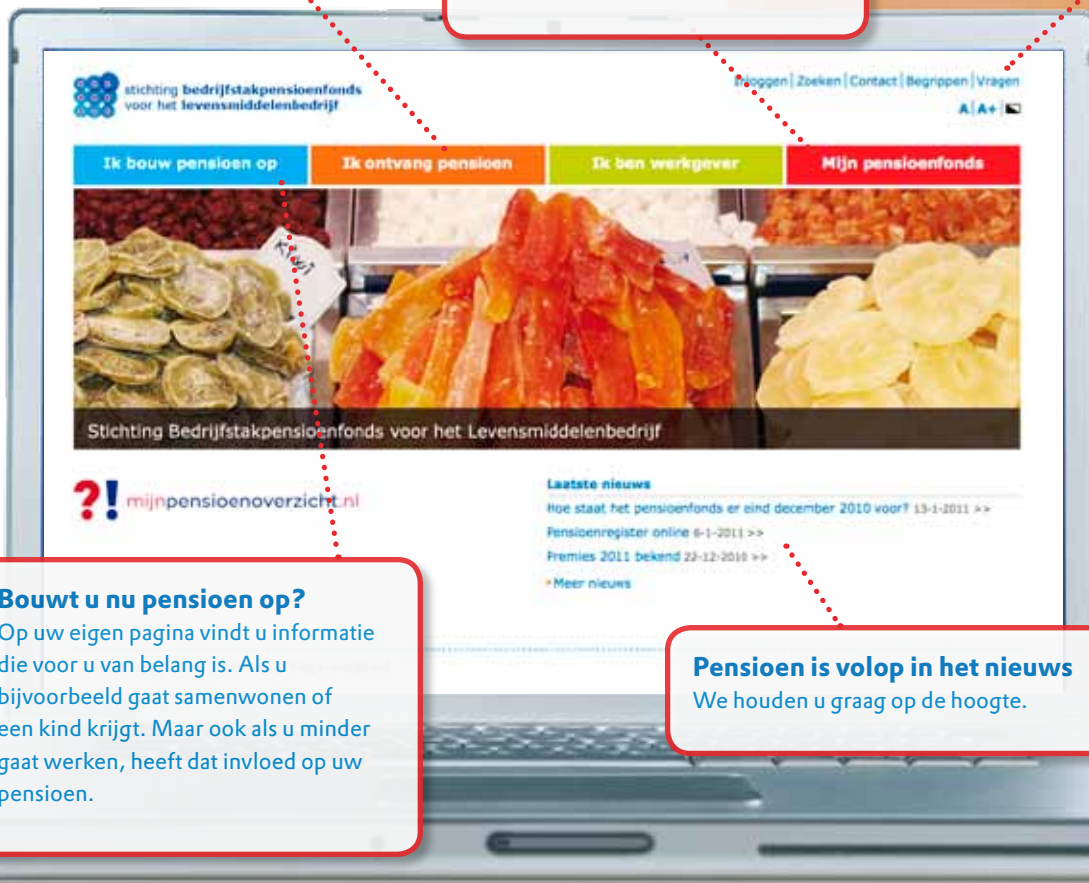 stichting bedrijfstakpensioenfonds
voor het levensmiddelenbedrijf
Inloggen | Zoeken | Contact | Begrippen | Vragen
A | A+ |
Ik bouw pensioen op
Ik ontvang pensioen
Ik ben werkgever
Mijn pensioenfonds
Kiwi
Stichting Bedrijfstakpensioenfonds voor het Levensmiddelenbedrijf
?! mijnpensioenoverzicht.nl
Laatste nieuws
Hoe staat het pensioenfonds er eind december 2010 voor? 13-1-2011 >>
Pensioenregister online 6-1-2011 >>
Premies 2011 bekend 22-12-2010 >>
Meer nieuws
Bouwt u nu pensioen op?
Op uw eigen pagina vindt u informatie
die voor u van belang is. Als u
bijvoorbeeld gaat samenwonen of
een kind krijgt. Maar ook als u minder
gaat werken, heeft dat invloed op uw
pensioen.
Pensioen is volop in het nieuws
We houden u graag op de hoogte.